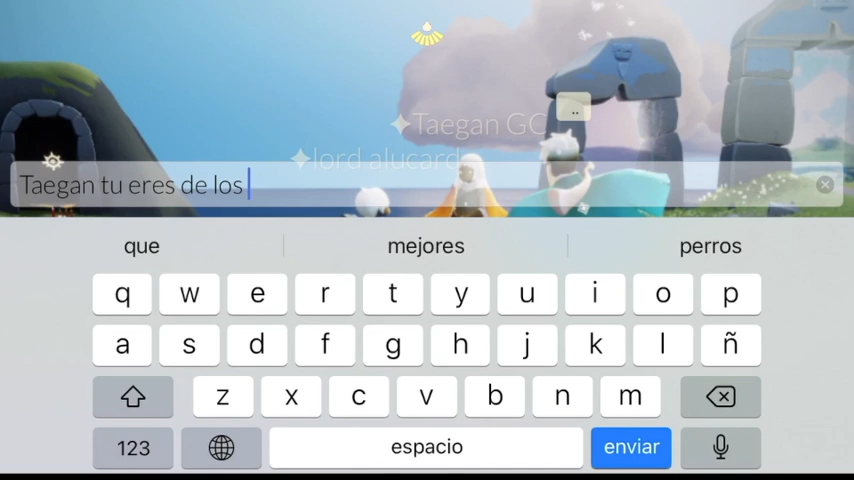 Taegan GC
lord alucard
Taegan tu eres de los
que mejores perros
q w e r t y u i o p
a s d f g h j k l ñ
z x c v b n m
123 espacio enviar